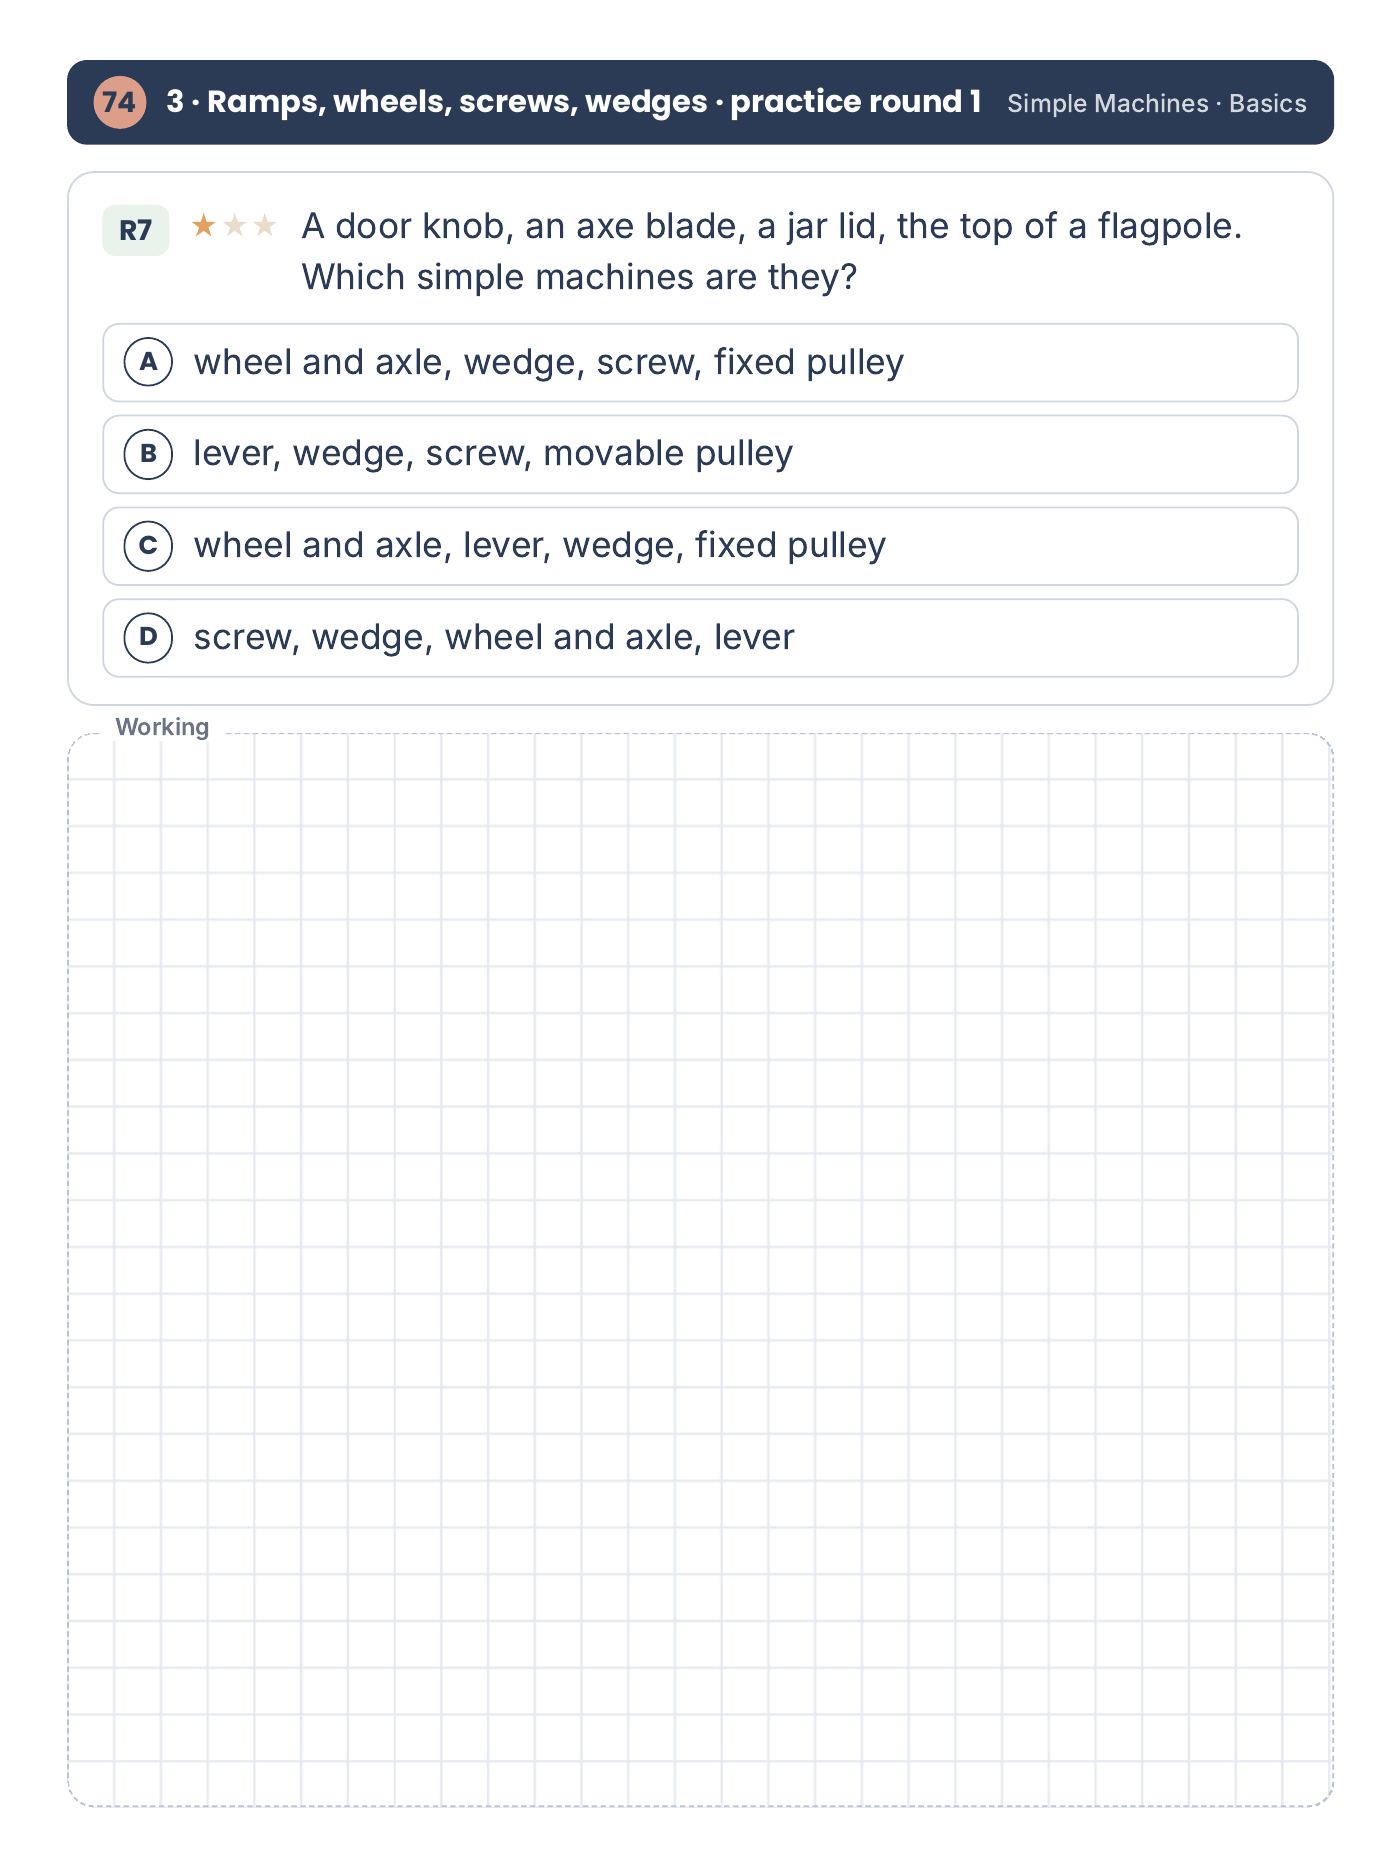 74 3 · Ramps, wheels, screws, wedges · practice round 1 Simple Machines · Basics
R7 ★★★ A door knob, an axe blade, a jar lid, the top of a flagpole.
Which simple machines are they?
A wheel and axle, wedge, screw, fixed pulley
B lever, wedge, screw, movable pulley
C wheel and axle, lever, wedge, fixed pulley
D screw, wedge, wheel and axle, lever
Working